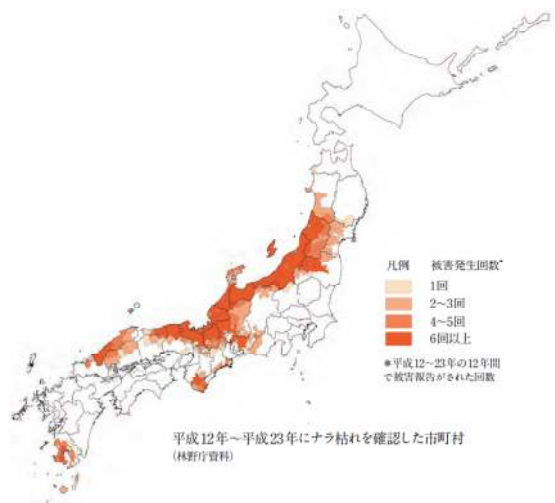 凡例 被害発生回数*
1回
2〜3回
4〜5回
6回以上
＊平成12〜23年の12年間
で被害報告がされた回数
平成12年〜平成23年にナラ枯れを確認した市町村
(林野庁資料)